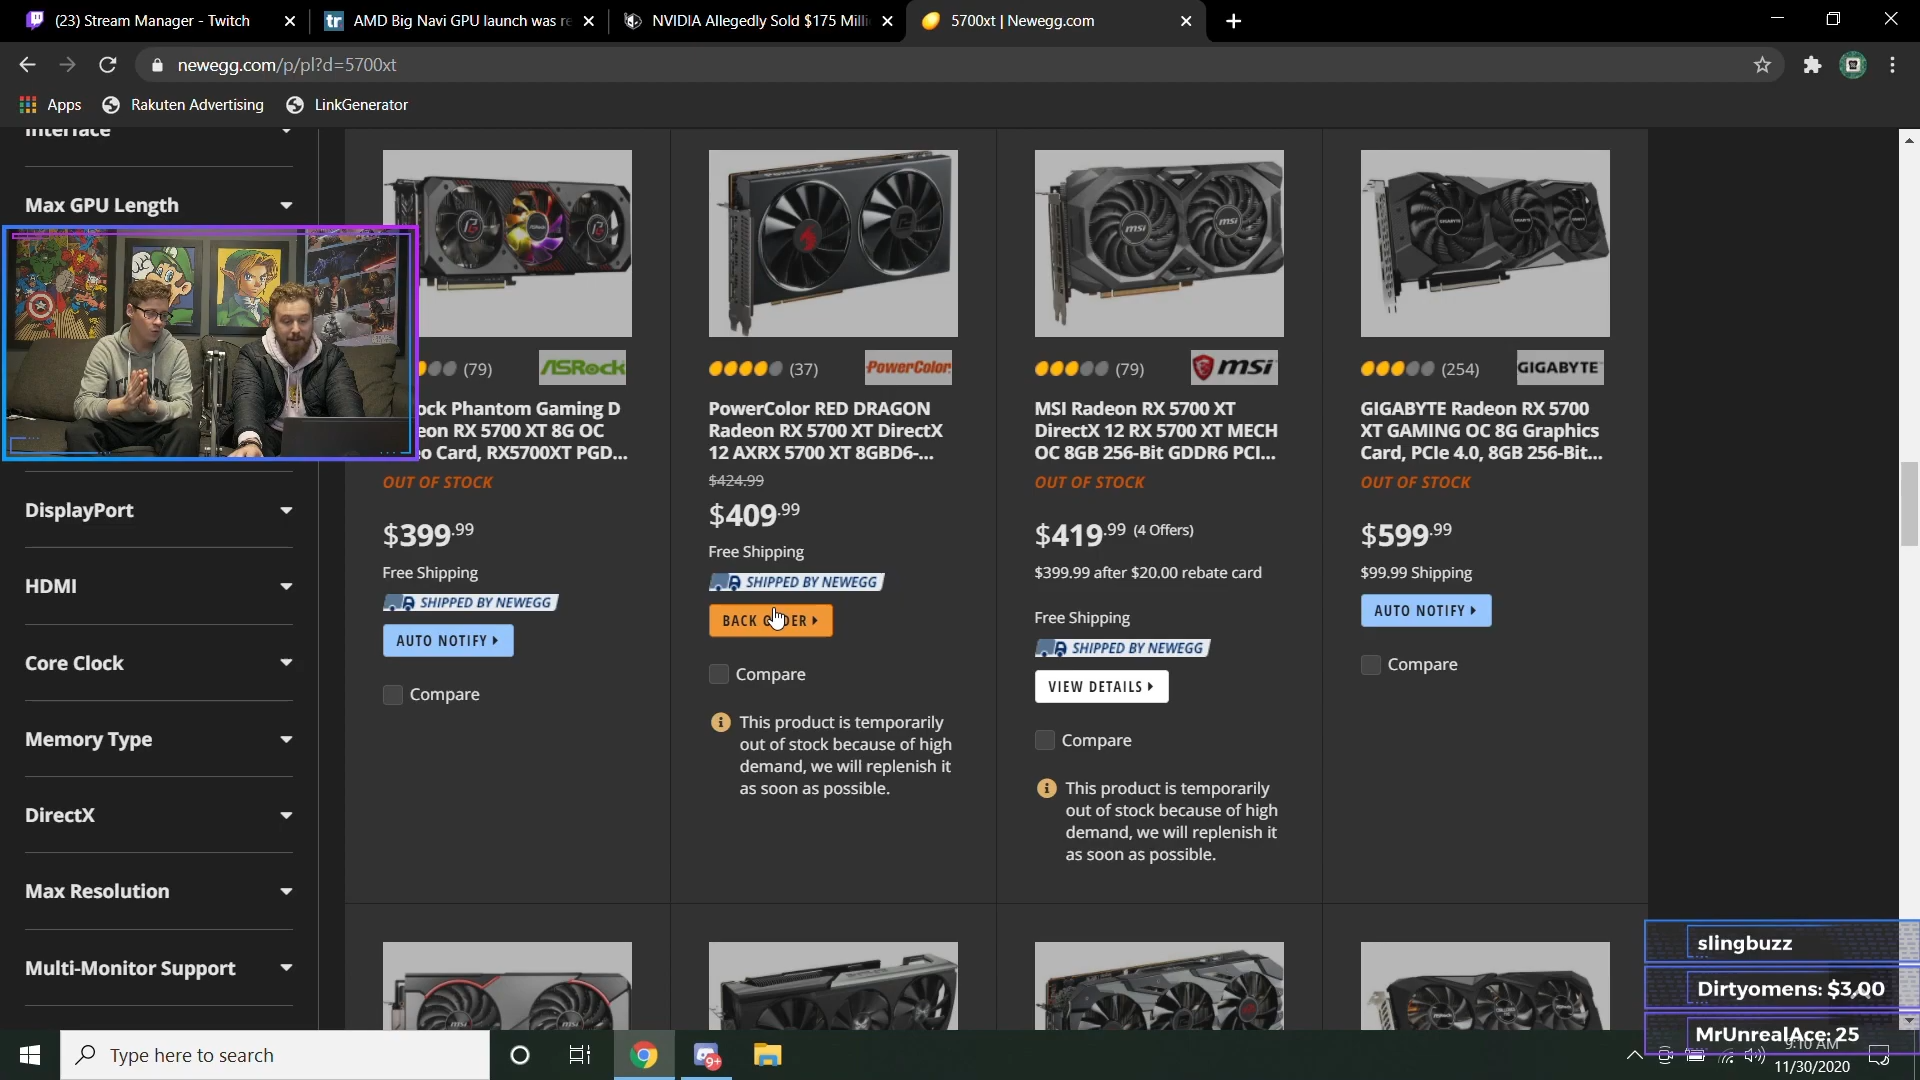 (23) Stream Manager - Twitch
AMD Big Navi GPU launch was re
NVIDIA Allegedly Sold $175 Milli
5700xt | Newegg.com
newegg.com/p/pl?d=5700xt
Apps
Rakuten Advertising
LinkGenerator
Interface
Max GPU Length
DisplayPort
HDMI
Core Clock
Memory Type
DirectX
Max Resolution
Multi-Monitor Support
(79)
ASRock
ock Phantom Gaming D
eon RX 5700 XT 8G OC
o Card, RX5700XT PGD...
OUT OF STOCK
$399.99
Free Shipping
SHIPPED BY NEWEGG
AUTO NOTIFY
Compare
(37)
PowerColor
PowerColor RED DRAGON
Radeon RX 5700 XT DirectX
12 AXRX 5700 XT 8GBD6-...
$424.99
$409.99
Free Shipping
SHIPPED BY NEWEGG
BACK
Compare
This product is temporarily
out of stock because of high
demand, we will replenish it
as soon as possible.
msi
msi
(79)
msi
MSI Radeon RX 5700 XT
DirectX 12 RX 5700 XT MECH
OC 8GB 256-Bit GDDR6 PCI...
OUT OF STOCK
$419.99 (4 Offers)
$399.99 after $20.00 rebate card
Free Shipping
SHIPPED BY NEWEGG
VIEW DETAILS
Compare
This product is temporarily
out of stock because of high
demand, we will replenish it
as soon as possible.
(254)
GIGABYTE
GIGABYTE Radeon RX 5700
XT GAMING OC 8G Graphics
Card, PCIe 4.0, 8GB 256-Bit...
OUT OF STOCK
$599.99
$99.99 Shipping
AUTO NOTIFY
Compare
slingbuzz
Dirtyomens: $3.00
MrUnrealAce: 25
Type here to search
9+
9:10 AM
11/30/2020